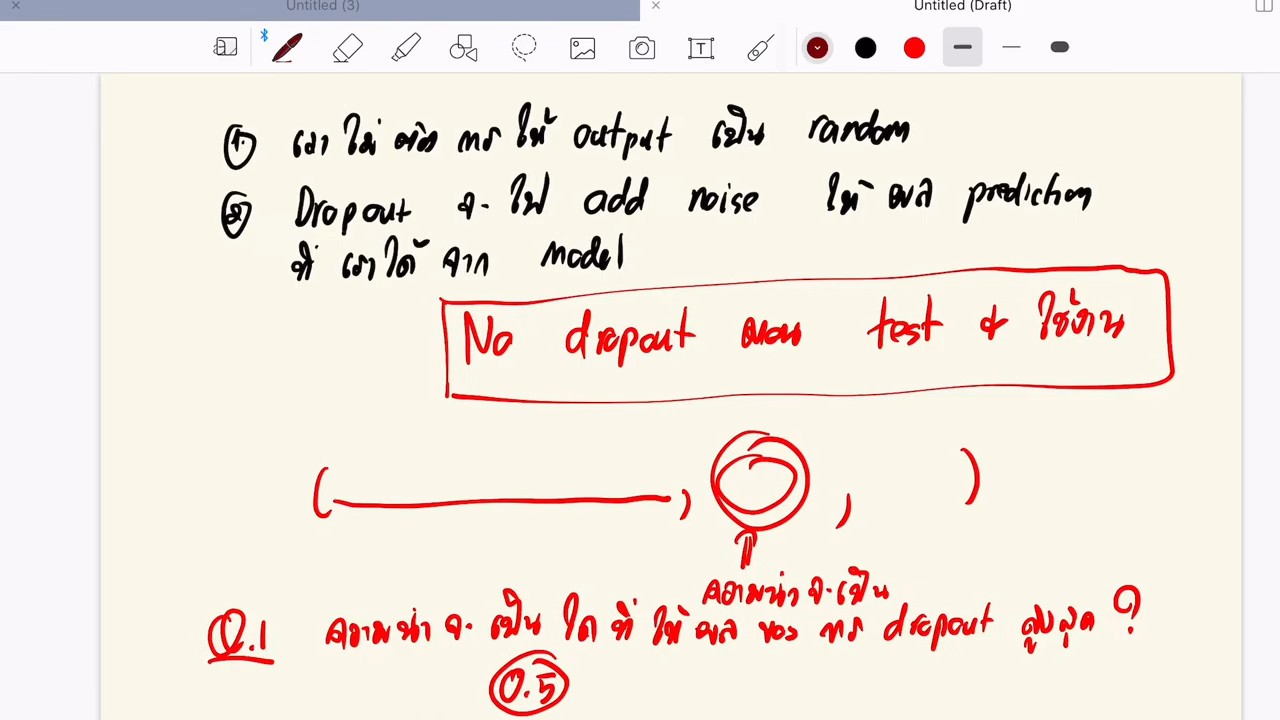 Untitled (3)
Untitled (Draft)
T
1. เราไม่ต้องการให้ output เป็น random
2. Dropout จะไป add noise ให้ผล prediction
ที่เราได้จาก model
No dropout ตอน test & ใช้งาน
( , , )
ความน่าจะเป็น
Q.1 ความน่าจะเป็นใดที่ให้ผลของการ dropout สูงสุด?
0.5